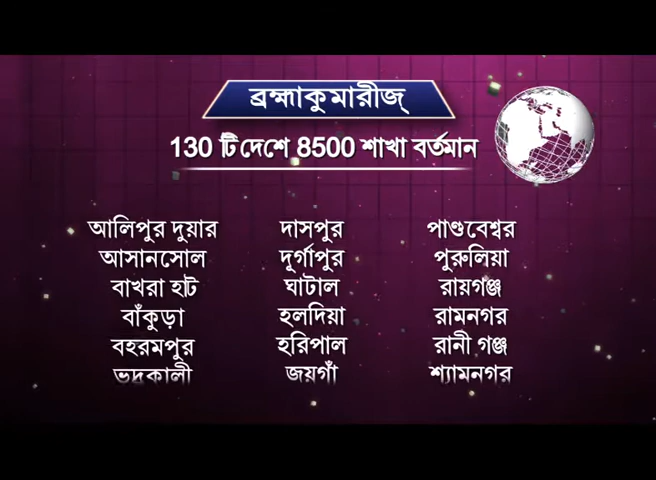 ব্রহ্মাকুমারীজ্
130 টি দেশে 8500 শাখা বর্তমান
আলিপুর দুয়ার দাসপুর পাণ্ডবেশ্বর
আসানসোল দূর্গাপুর পুরুলিয়া
বাখরা হাট ঘাটাল রায়গঞ্জ
বাঁকুড়া হলদিয়া রামনগর
বহরমপুর হরিপাল রানী গঞ্জ
ভদ্রকালী জয়গাঁ শ্যামনগর